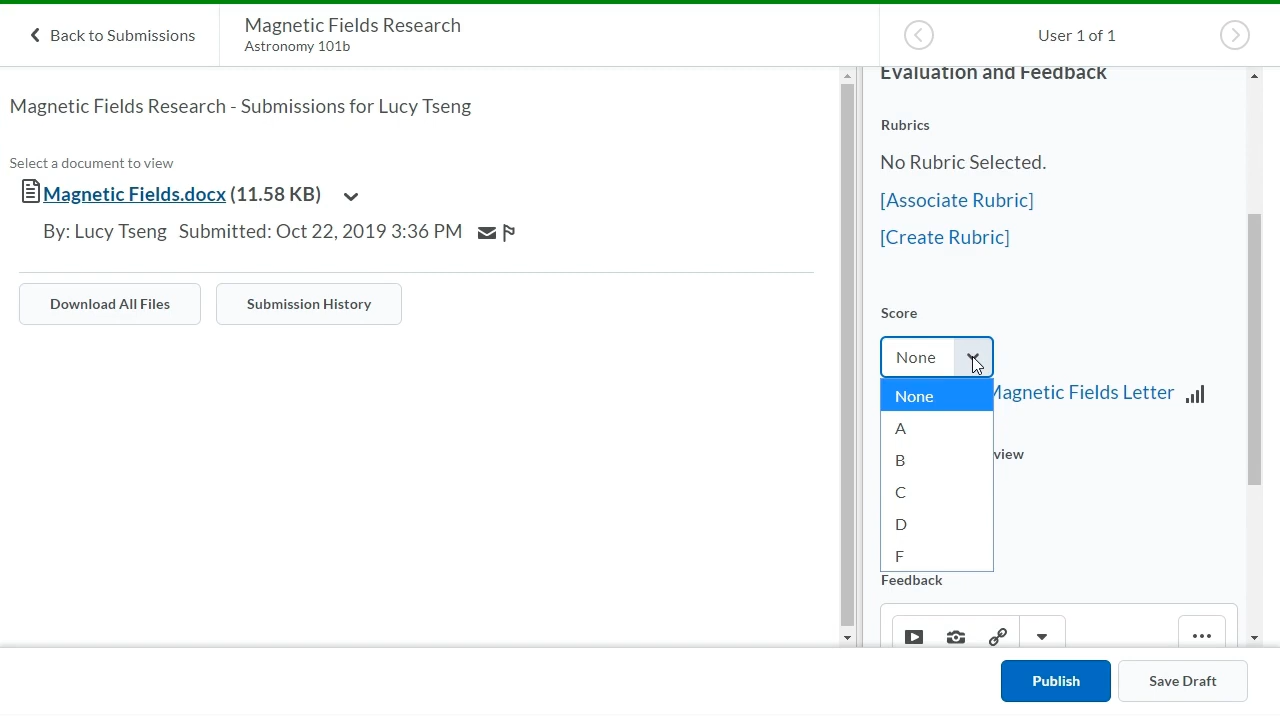 Back to Submissions
Magnetic Fields Research
Astronomy 101b
User 1 of 1
Magnetic Fields Research - Submissions for Lucy Tseng
Select a document to view
Magnetic Fields.docx (11.58 KB)
By: Lucy Tseng Submitted: Oct 22, 2019 3:36 PM
Download All Files
Submission History
Evaluation and Feedback
Rubrics
No Rubric Selected.
[Associate Rubric]
[Create Rubric]
Score
None
None
A
B
C
D
F
Magnetic Fields Letter
view
Feedback
Publish
Save Draft